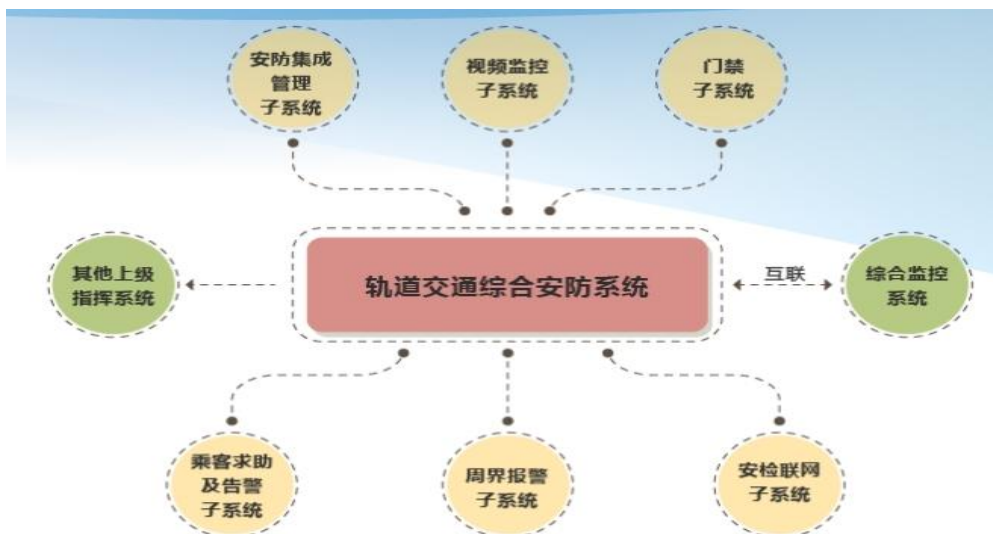 安防集成
管理
子系统
视频监控
子系统
门禁
子系统
其他上级
指挥系统
轨道交通综合安防系统
互联
综合监控
系统
乘客求助
及告警
子系统
周界报警
子系统
安检联网
子系统